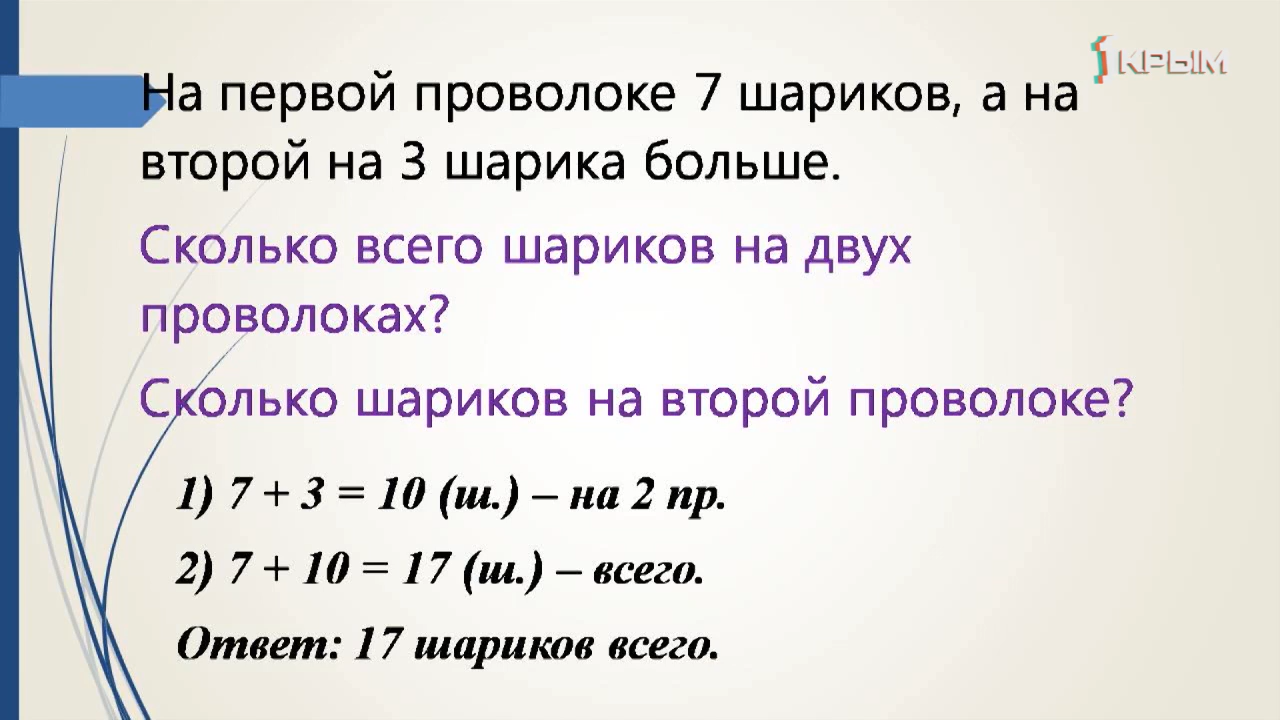 КРЫМ
На первой проволоке 7 шариков, а на
второй на 3 шарика больше.
Сколько всего шариков на двух
проволоках?
Сколько шариков на второй проволоке?
1) 7 + 3 = 10 (ш.) – на 2 пр.
2) 7 + 10 = 17 (ш.) – всего.
Ответ: 17 шариков всего.